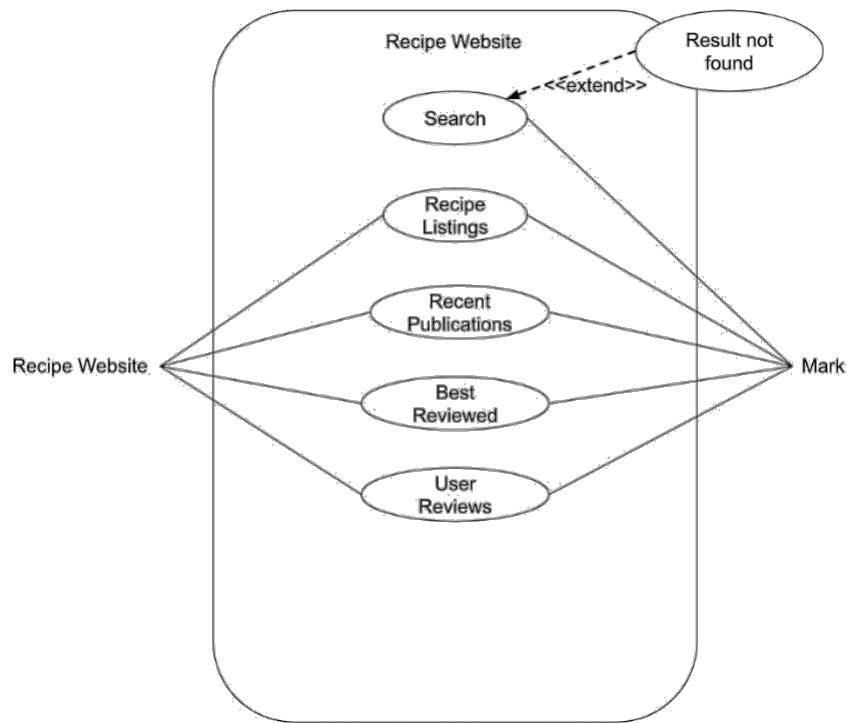 Recipe Website
Result not
found
<<extend>>
Search
Recipe
Listings
Recent
Publications
Recipe Website
Mark
Best
Reviewed
User
Reviews